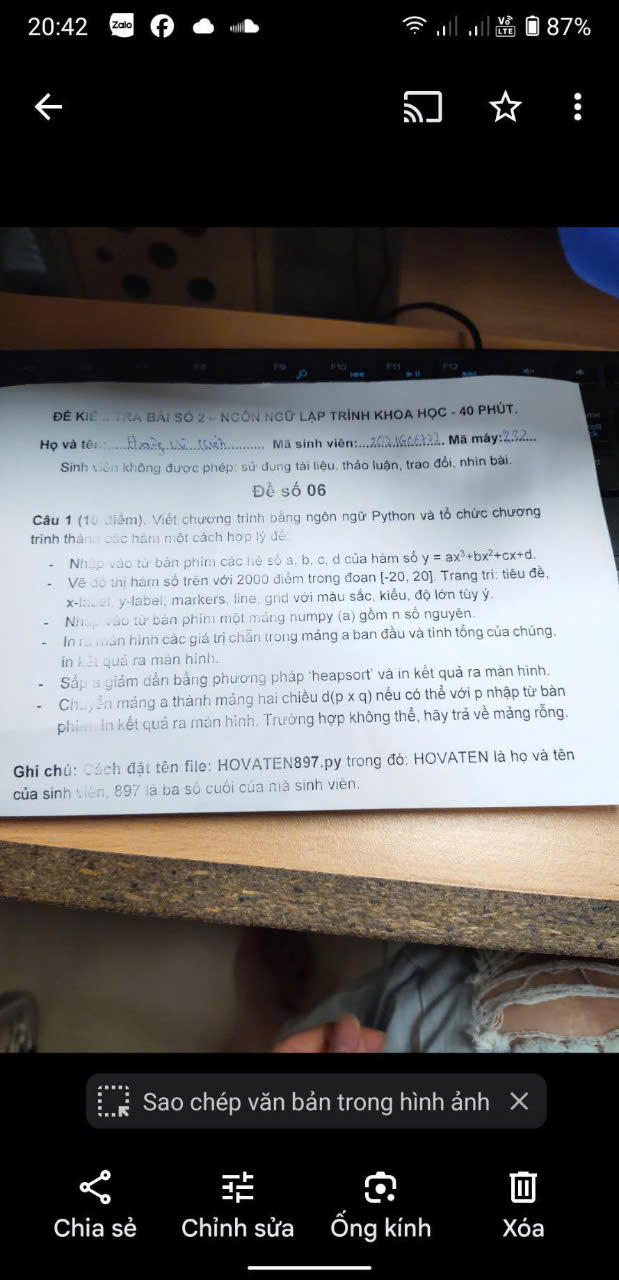 20:42 Zalo Vo LTE 87%
F9 F10 F11 F12
ĐỀ KIỂM TRA BÀI SỐ 2 - NGÔN NGỮ LẬP TRÌNH KHOA HỌC - 40 PHÚT.
Họ và tên: Mã sinh viên: Mã máy: 232
Sinh viên không được phép: sử dụng tài liệu, thảo luận, trao đổi, nhìn bài.
Đề số 06
Câu 1 (10 điểm). Viết chương trình bằng ngôn ngữ Python và tổ chức chương
trình thành các hàm một cách hợp lý để:
- Nhập vào từ bàn phím các hệ số a, b, c, d của hàm số y = ax³+bx²+cx+d.
- Vẽ đồ thị hàm số trên với 2000 điểm trong đoạn [-20, 20]. Trang trí: tiêu đề,
x-label, y-label; markers, line, grid với màu sắc, kiểu, độ lớn tùy ý.
- Nhập vào từ bàn phím một mảng numpy (a) gồm n số nguyên.
- In ra màn hình các giá trị chẵn trong mảng a ban đầu và tính tổng của chúng,
in kết quả ra màn hình.
- Sắp a giảm dần bằng phương pháp 'heapsort' và in kết quả ra màn hình.
- Chuyển mảng a thành mảng hai chiều d(p x q) nếu có thể với p nhập từ bàn
phím. In kết quả ra màn hình. Trường hợp không thể, hãy trả về mảng rỗng.
Ghi chú: Cách đặt tên file: HOVATEN897.py trong đó: HOVATEN là họ và tên
của sinh viên, 897 là ba số cuối của mã sinh viên.
Sao chép văn bản trong hình ảnh
Chia sẻ Chỉnh sửa Ống kính Xóa